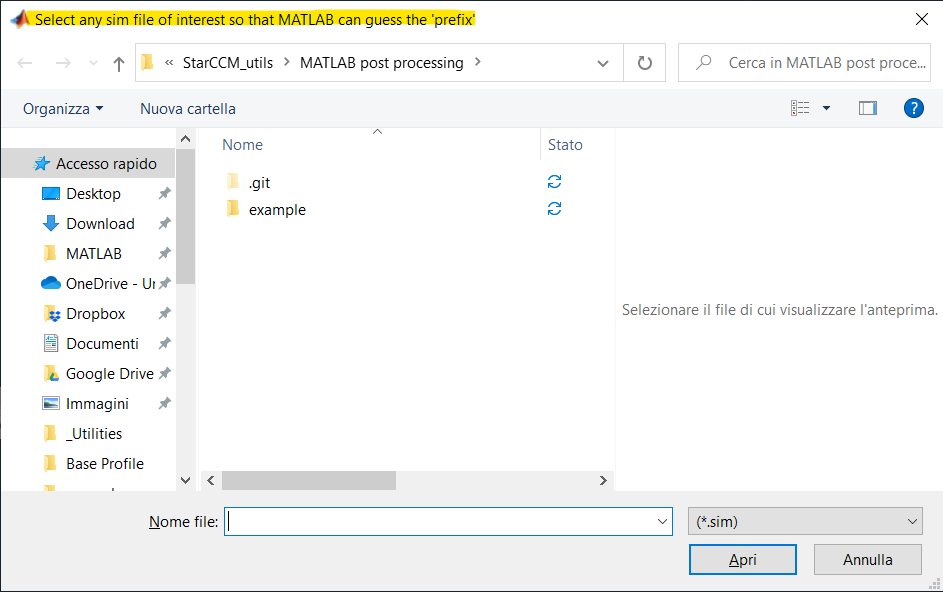 Select any sim file of interest so that MATLAB can guess the 'prefix'
« StarCCM_utils > MATLAB post processing >
Cerca in MATLAB post proce...
Organizza
Nuova cartella
?
Nome
Stato
Accesso rapido
Desktop
Download
MATLAB
OneDrive - Ur
Dropbox
Documenti
Google Drive
Immagini
_Utilities
Base Profile
.git
example
Selezionare il file di cui visualizzare l'anteprima.
Nome file:
(*.sim)
Apri
Annulla